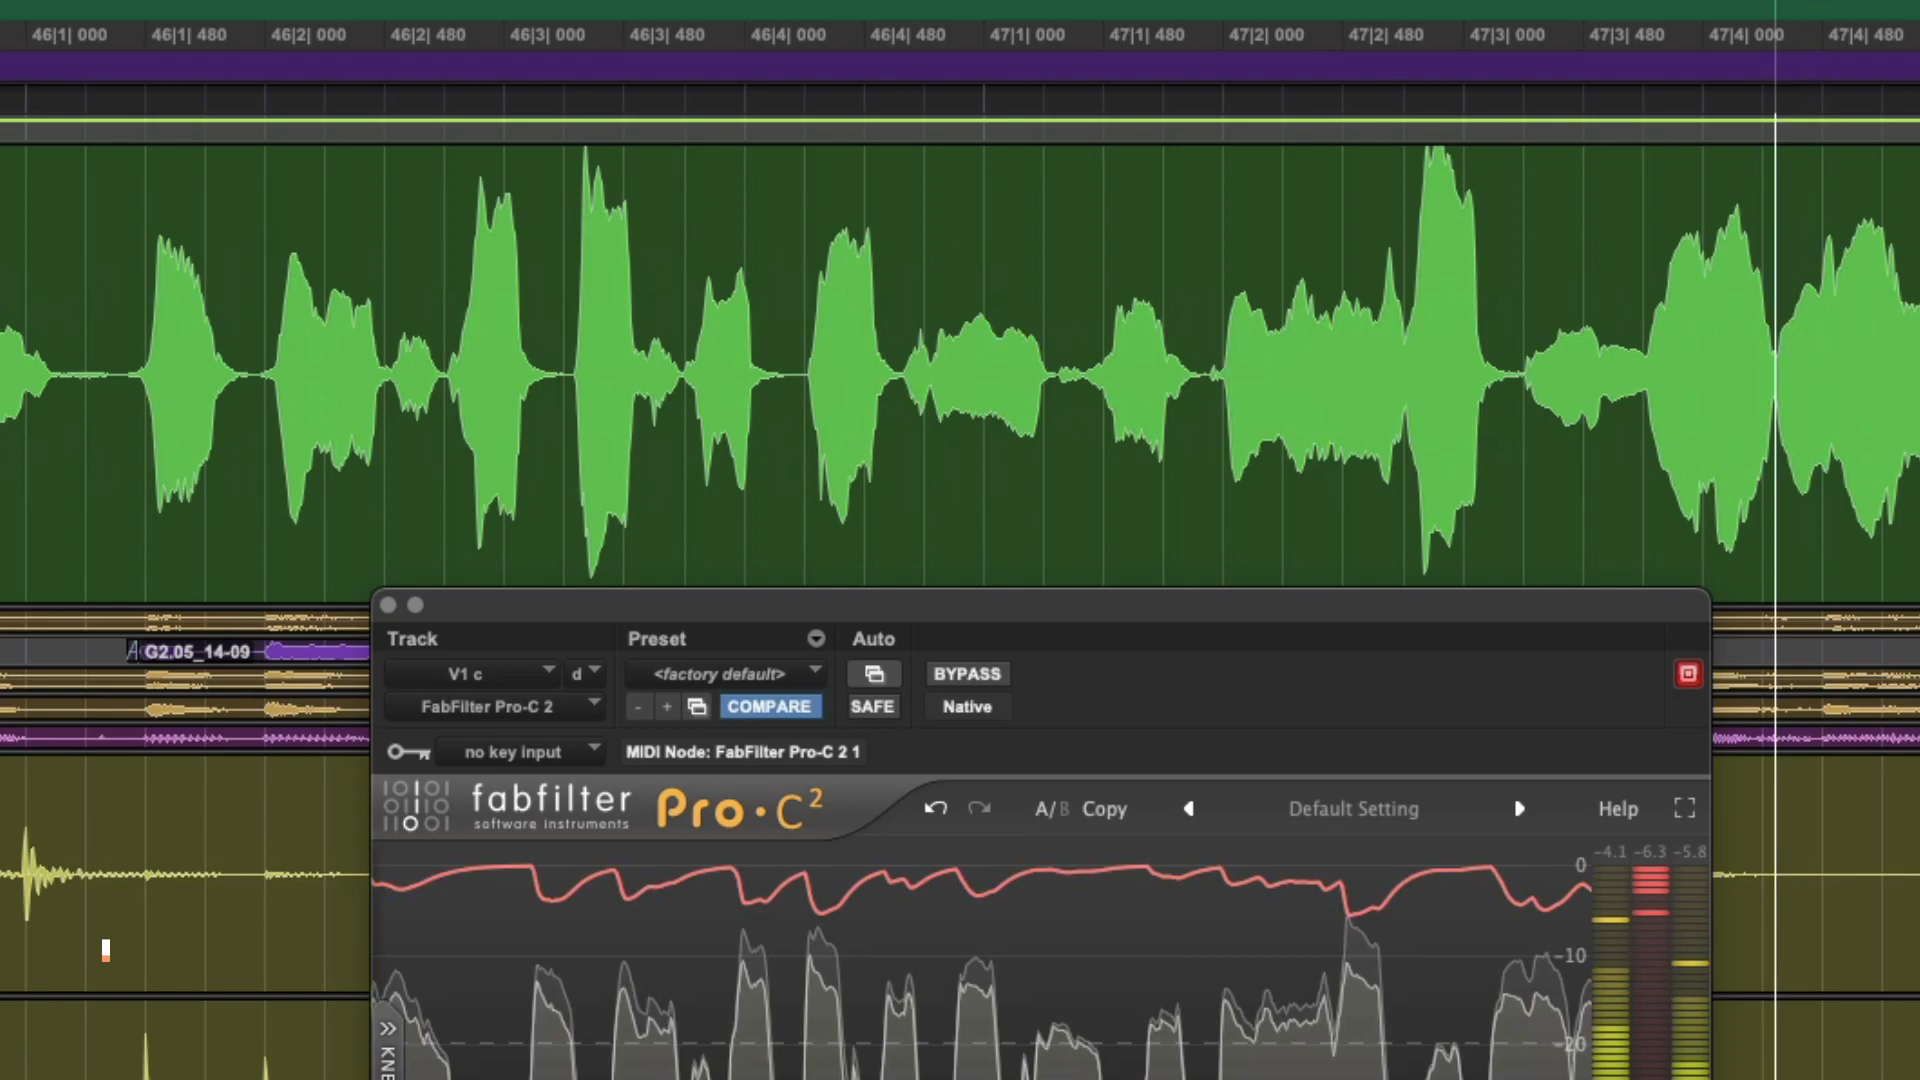 46|1| 000 46|1| 480 46|2| 000 46|2| 480 46|3| 000 46|3| 480 46|4| 000 46|4| 480 47|1| 000 47|1| 480 47|2| 000 47|2| 480 47|3| 000 47|3| 480 47|4| 000 47|4| 480
Track Preset Auto
G2.05_14-09
V1 c d <factory default> BYPASS
FabFilter Pro-C 2 - + COMPARE SAFE Native
no key input MIDI Node: FabFilter Pro-C 2 1
fabfilter Pro·C²
software instruments
A/B Copy Default Setting Help
-4.1 -6.3 -5.8
0
-10
-20